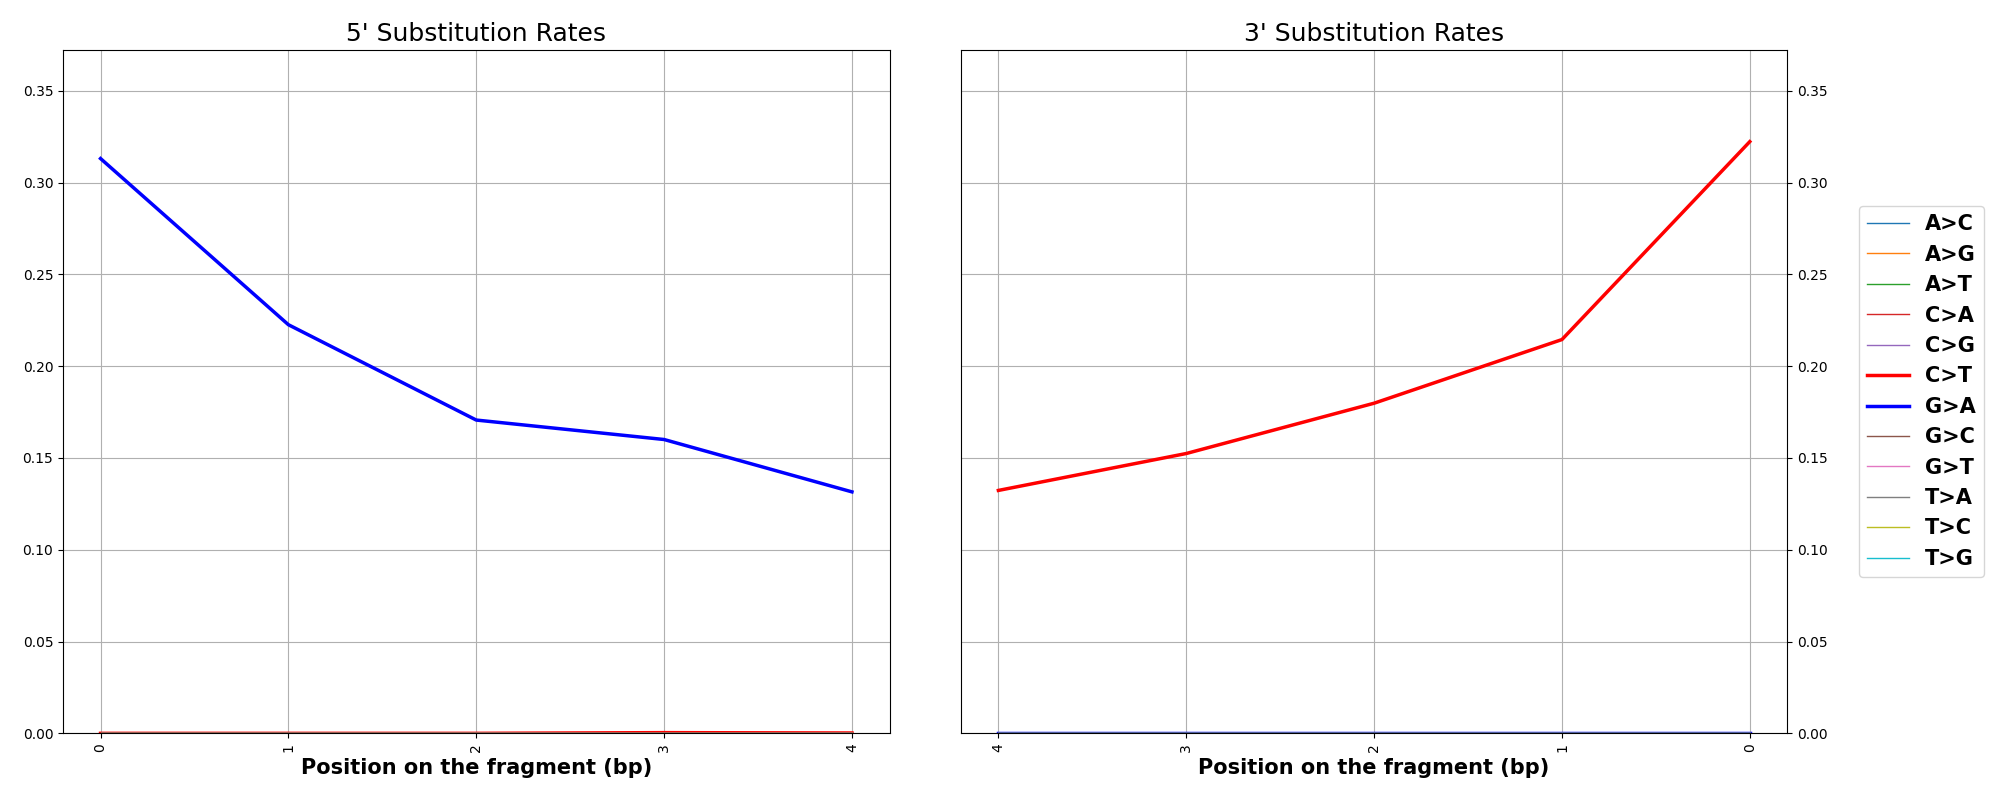 5' Substitution Rates
0.35
0.30
0.25
0.20
0.15
0.10
0.05
0.00
0 1 2 3 4
Position on the fragment (bp)
3' Substitution Rates
0.35
0.30
0.25
0.20
0.15
0.10
0.05
0.00
4 3 2 1 0
Position on the fragment (bp)
A>C
A>G
A>T
C>A
C>G
C>T
G>A
G>C
G>T
T>A
T>C
T>G